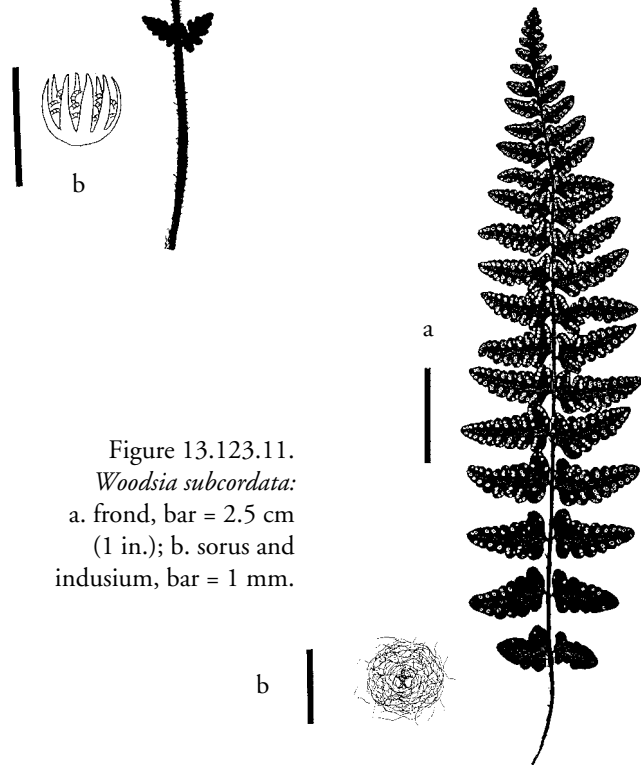 b
a
Figure 13.123.11.
Woodsia subcordata:
a. frond, bar = 2.5 cm
(1 in.); b. sorus and
indusium, bar = 1 mm.
b